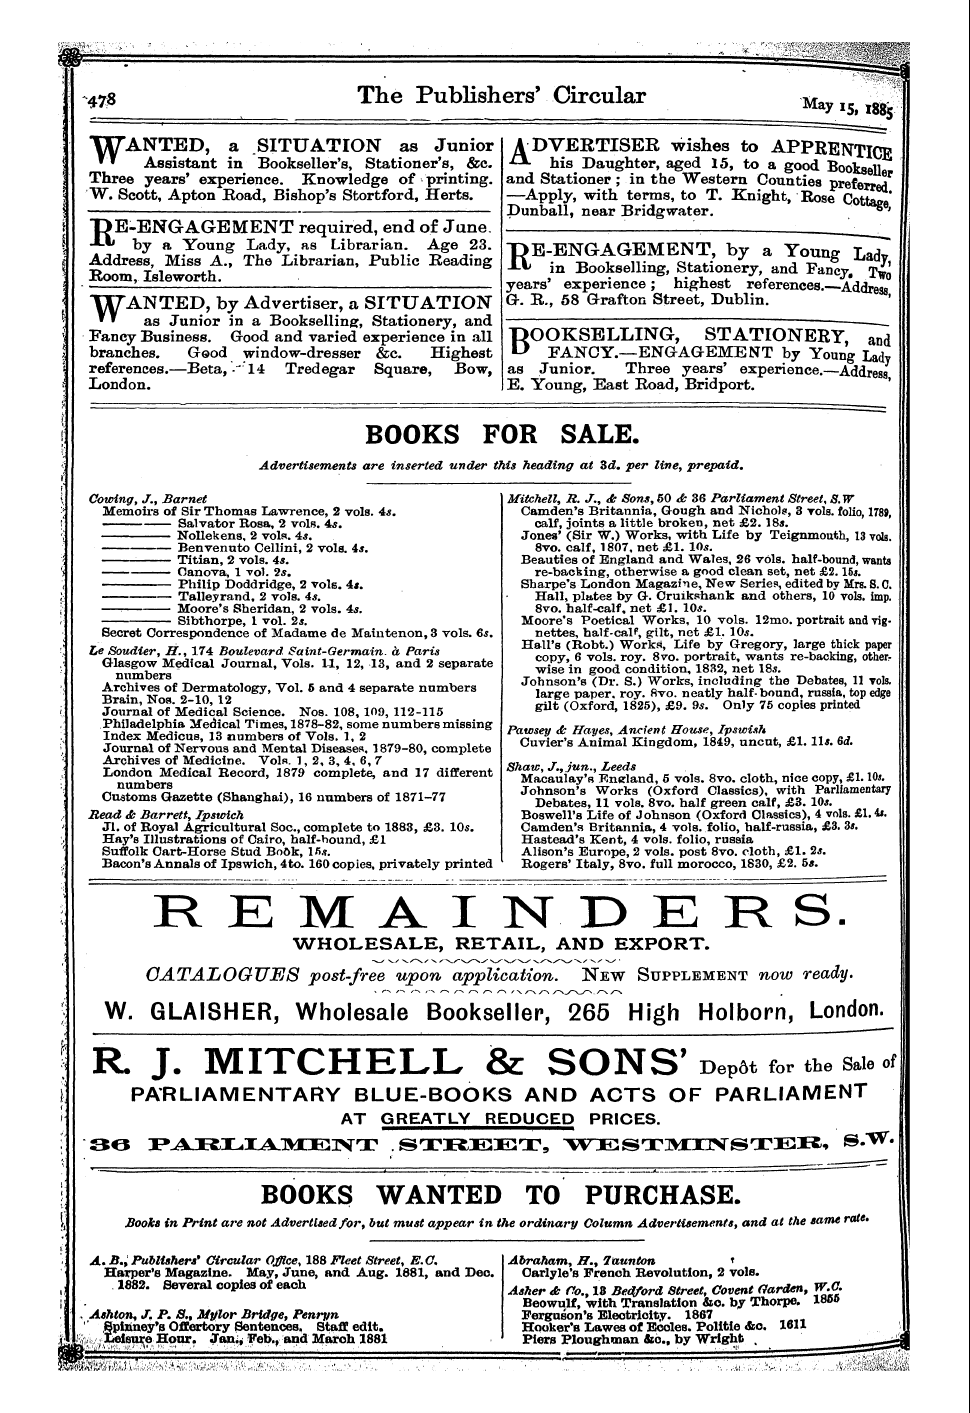 478
The Publishers' Circular
May 15, 1885
WANTED, a SITUATION as Junior
Assistant in Bookseller's, Stationer's, &c.
Three years' experience. Knowledge of printing.
W. Scott, Apton Road, Bishop's Stortford, Herts.
RE-ENGAGEMENT required, end of June
by a Young Lady, as Librarian. Age 23.
Address, Miss A., The Librarian, Public Reading
Room, Isleworth.
WANTED, by Advertiser, a SITUATION
as Junior in a Bookselling, Stationery, and
Fancy Business. Good and varied experience in all
branches. Good window-dresser &c. Highest
references.—Beta, 14 Tredegar Square, Bow,
London.
ADVERTISER wishes to APPRENTICE
his Daughter, aged 15, to a good Bookseller
and Stationer; in the Western Counties preferred.
—Apply, with terms, to T. Knight, Rose Cottage,
Dunball, near Bridgwater.
RE-ENGAGEMENT, by a Young Lady,
in Bookselling, Stationery, and Fancy. Two
years' experience; highest references.—Address,
G. R., 58 Grafton Street, Dublin.
BOOKSELLING, STATIONERY, and
FANCY.—ENGAGEMENT by Young Lady
as Junior. Three years' experience.—Address,
E. Young, East Road, Bridport.
BOOKS FOR SALE.
Advertisements are inserted under this heading at 3d. per line, prepaid.
Cowing, J., Barnet
Memoirs of Sir Thomas Lawrence, 2 vols. 4s.
——— Salvator Rosa, 2 vols. 4s.
——— Nollekens, 2 vols. 4s.
——— Benvenuto Cellini, 2 vols. 4s.
——— Titian, 2 vols. 4s.
——— Canova, 1 vol. 2s.
——— Philip Doddridge, 2 vols. 4s.
——— Talleyrand, 2 vols. 4s.
——— Moore's Sheridan, 2 vols. 4s.
——— Sibthorpe, 1 vol. 2s.
Secret Correspondence of Madame de Maintenon, 3 vols. 6s.
Le Soudier, H., 174 Boulevard Saint-Germain, à Paris
Glasgow Medical Journal, Vols. 11, 12, 13, and 2 separate
numbers
Archives of Dermatology, Vol. 5 and 4 separate numbers
Brain, Nos. 2-10, 12
Journal of Medical Science. Nos. 108, 109, 112-115
Philadelphia Medical Times, 1878-82, some numbers missing
Index Medicus, 13 numbers of Vols. 1, 2
Journal of Nervous and Mental Diseases, 1879-80, complete
Archives of Medicine. Vols. 1, 2, 3, 4, 6, 7
London Medical Record, 1879 complete, and 17 different
numbers
Customs Gazette (Shanghai), 16 numbers of 1871-77
Read & Barrett, Ipswich
Jl. of Royal Agricultural Soc., complete to 1883, £3. 10s.
Hay's Illustrations of Cairo, half-bound, £1
Suffolk Cart-Horse Stud Book, 15s.
Bacon's Annals of Ipswich, 4to. 160 copies, privately printed
Mitchell, R. J., & Sons, 50 & 36 Parliament Street, S.W
Camden's Britannia, Gough and Nichols, 3 vols. folio, 1789,
calf, joints a little broken, net £2. 18s.
Jones' (Sir W.) Works, with Life by Teignmouth, 13 vols.
8vo. calf, 1807, net £1. 10s.
Beauties of England and Wales, 26 vols. half-bound, wants
re-backing, otherwise a good clean set, net £2. 15s.
Sharpe's London Magazine, New Series, edited by Mrs. S. C.
Hall, plates by G. Cruikshank and others, 10 vols. imp.
8vo. half-calf, net £1. 10s.
Moore's Poetical Works, 10 vols. 12mo. portrait and vig-
nettes, half-calf, gilt, net £1. 10s.
Hall's (Robt.) Works, Life by Gregory, large thick paper
copy, 6 vols. roy. 8vo. portrait, wants re-backing, other-
wise in good condition, 1832, net 18s.
Johnson's (Dr. S.) Works, including the Debates, 11 vols.
large paper, roy. 8vo. neatly half-bound, russia, top edge
gilt (Oxford, 1825), £9. 9s. Only 75 copies printed
Pawsey & Hayes, Ancient House, Ipswich
Cuvier's Animal Kingdom, 1849, uncut, £1. 11s. 6d.
Shaw, J., jun., Leeds
Macaulay's England, 5 vols. 8vo. cloth, nice copy, £1. 10s.
Johnson's Works (Oxford Classics), with Parliamentary
Debates, 11 vols. 8vo. half green calf, £3. 10s.
Boswell's Life of Johnson (Oxford Classics), 4 vols. £1. 4s.
Camden's Britannia, 4 vols. folio, half-russia, £3. 3s.
Hastead's Kent, 4 vols. folio, russia
Alison's Europe, 2 vols. post 8vo. cloth, £1. 2s.
Rogers' Italy, 8vo. full morocco, 1830, £2. 5s.
REMAINDERS.
WHOLESALE, RETAIL, AND EXPORT.
CATALOGUES post-free upon application. NEW SUPPLEMENT now ready.
W. GLAISHER, Wholesale Bookseller, 265 High Holborn, London.
R. J. MITCHELL & SONS' Depôt for the Sale of
PARLIAMENTARY BLUE-BOOKS AND ACTS OF PARLIAMENT
AT GREATLY REDUCED PRICES.
36 PARLIAMENT STREET, WESTMINSTER, S.W.
BOOKS WANTED TO PURCHASE.
Books in Print are not Advertised for, but must appear in the ordinary Column Advertisements, and at the same rate.
A. B., Publishers' Circular Office, 188 Fleet Street, E.C.
Harper's Magazine. May, June, and Aug. 1881, and Dec.
1882. Several copies of each
Ashton, J. P. S., Mylor Bridge, Penryn
Spinney's Offertory Sentences. Staff edit.
Leisure Hour. Jan., Feb., and March 1881
Abraham, H., Taunton
Carlyle's French Revolution, 2 vols.
Asher & Co., 13 Bedford Street, Covent Garden, W.C.
Beowulf, with Translation &c. by Thorpe. 1855
Ferguson's Electricity. 1867
Hooker's Lawes of Eccles. Politie &c. 1611
Piers Ploughman &c., by Wright